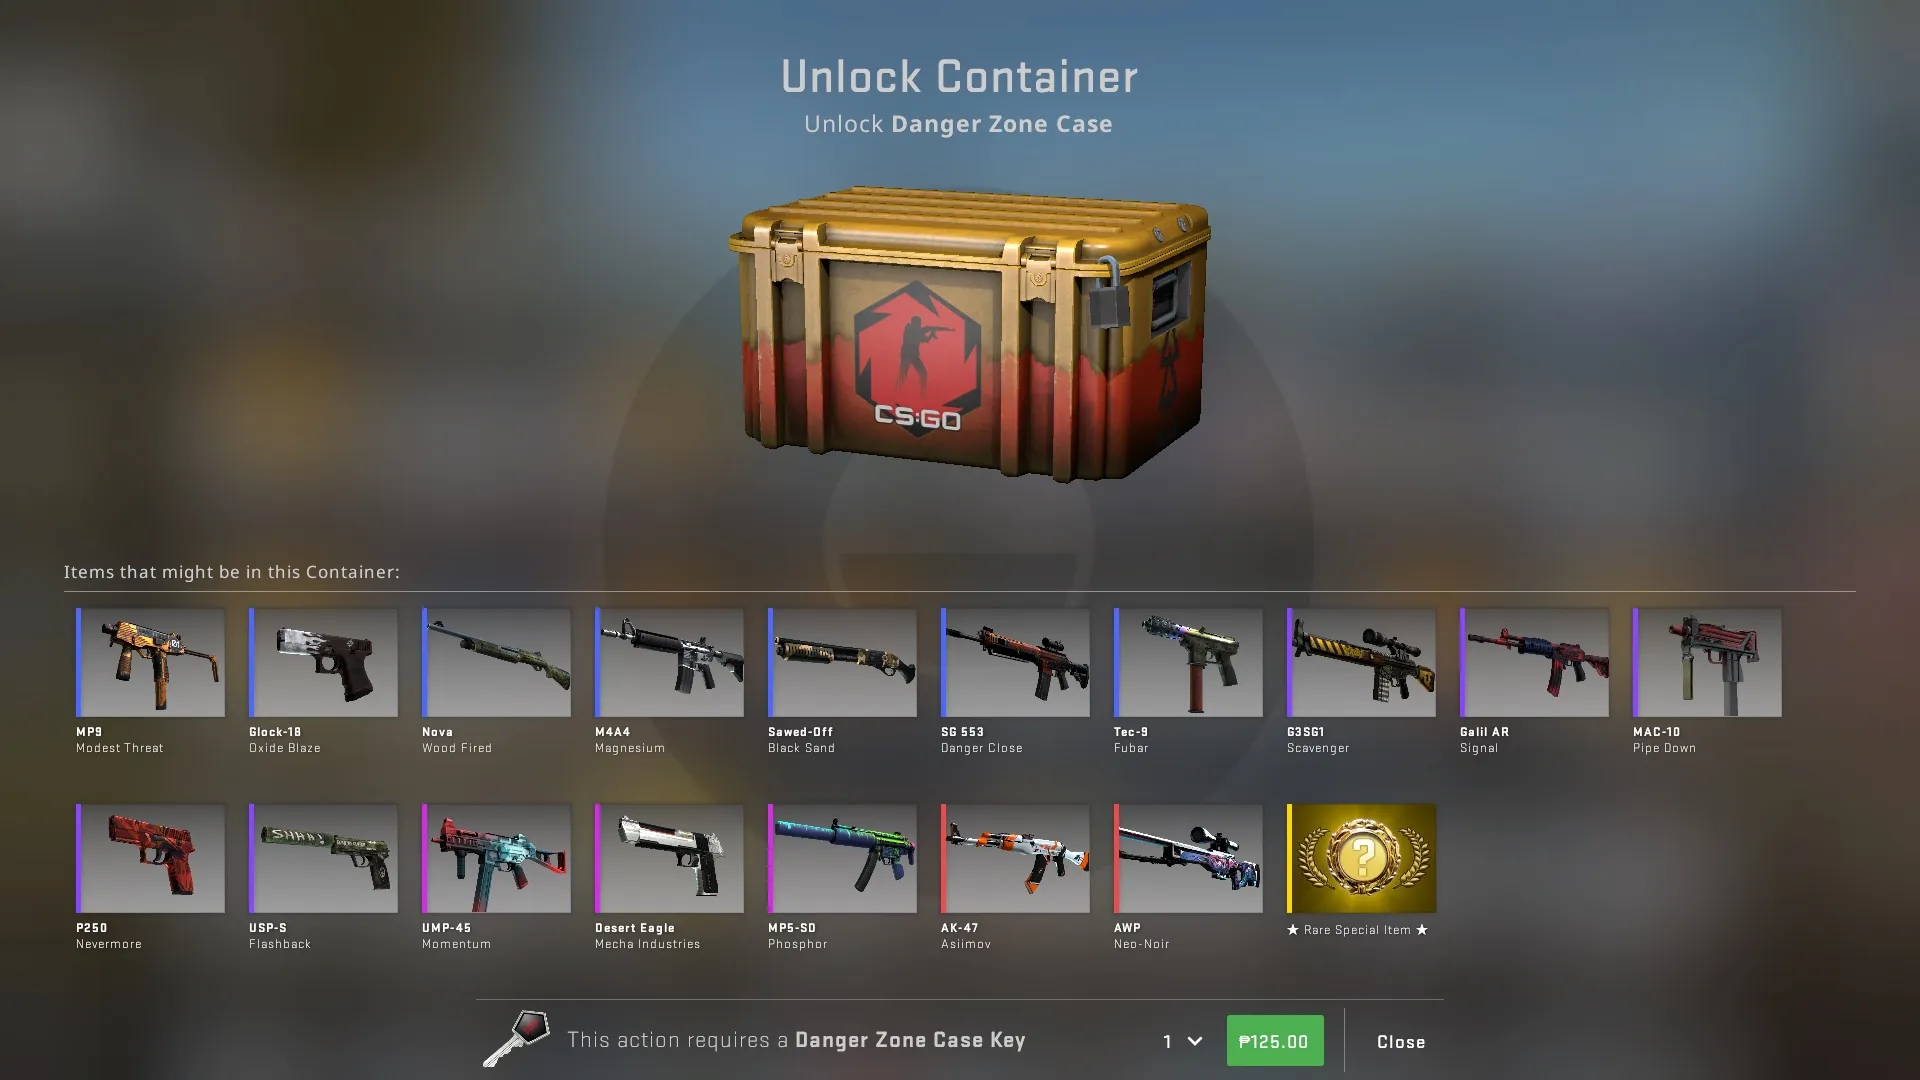 Unlock Container
Unlock Danger Zone Case
CS:GO
Items that might be in this Container:
MP9
Modest Threat
Glock-18
Oxide Blaze
Nova
Wood Fired
M4A4
Magnesium
Sawed-Off
Black Sand
SG 553
Danger Close
Tec-9
Fubar
G3SG1
Scavenger
Galil AR
Signal
MAC-10
Pipe Down
SHARK
?
P250
Nevermore
USP-S
Flashback
UMP-45
Momentum
Desert Eagle
Mecha Industries
MP5-SD
Phosphor
AK-47
Asiimov
AWP
Neo-Noir
★ Rare Special Item ★
This action requires a Danger Zone Case Key
1
₱125.00
Close